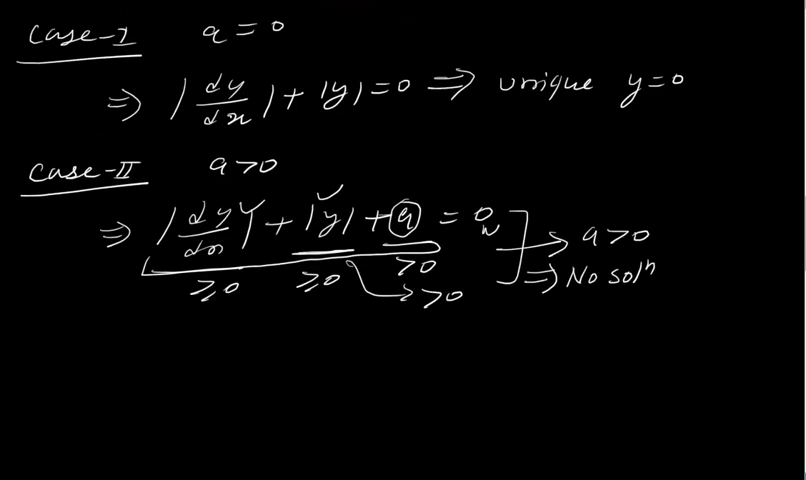 Case-I a = 0
⇒ |dy/dx| + |y| = 0 ⇒ unique y=0
Case-II a>0
⇒ |dy/dx| + |y| + a = 0 → a>0
≥0 ≥0 >0 ⇒ No solⁿ
→ >0